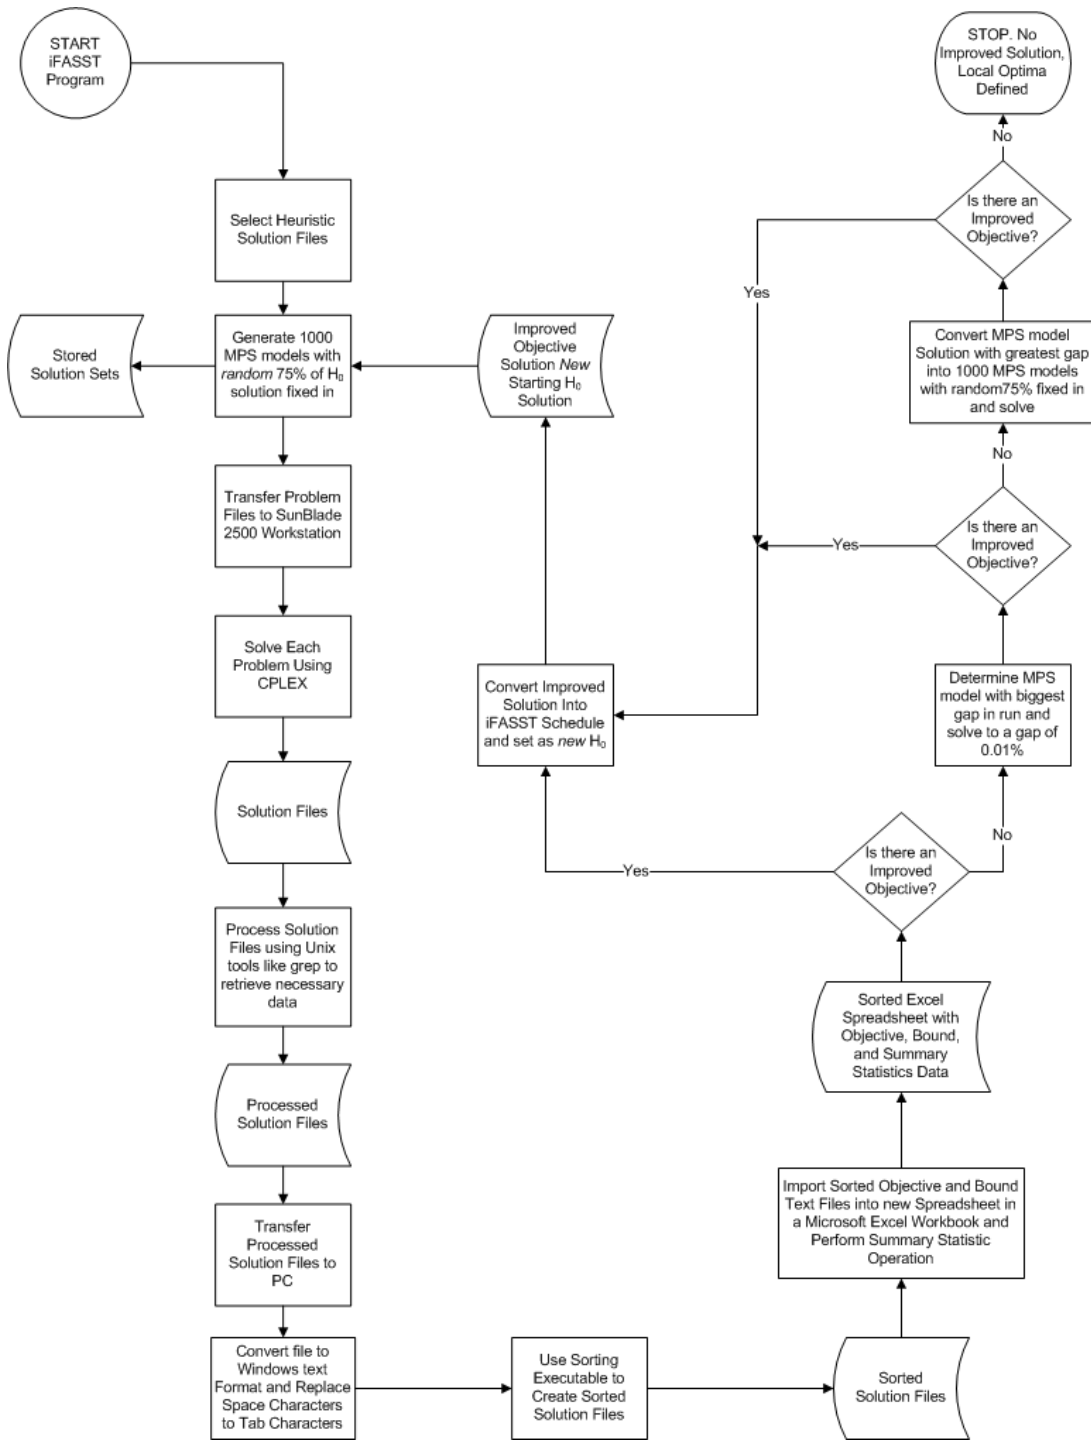 START
iFASST
Program
Select Heuristic
Solution Files
Stored
Solution Sets
Generate 1000
MPS models with
random 75% of H₀
solution fixed in
Improved
Objective
Solution New
Starting H₀
Solution
Transfer Problem
Files to SunBlade
2500 Workstation
Solve Each
Problem Using
CPLEX
Solution Files
Process Solution
Files using Unix
tools like grep to
retrieve necessary
data
Processed
Solution Files
Transfer
Processed
Solution Files to
PC
Convert file to
Windows text
Format and Replace
Space Characters
to Tab Characters
Use Sorting
Executable to
Create Sorted
Solution Files
Sorted
Solution Files
Import Sorted Objective and Bound
Text Files into new Spreadsheet in
a Microsoft Excel Workbook and
Perform Summary Statistic
Operation
Sorted Excel
Spreadsheet with
Objective, Bound,
and Summary
Statistics Data
Is there an
Improved
Objective?
Yes
No
Convert Improved
Solution Into
iFASST Schedule
and set as new H₀
Determine MPS
model with biggest
gap in run and
solve to a gap of
0.01%
Is there an
Improved
Objective?
Yes
No
Convert MPS model
Solution with greatest gap
into 1000 MPS models
with random75% fixed in
and solve
Is there an
Improved
Objective?
Yes
No
STOP. No
Improved Solution,
Local Optima
Defined